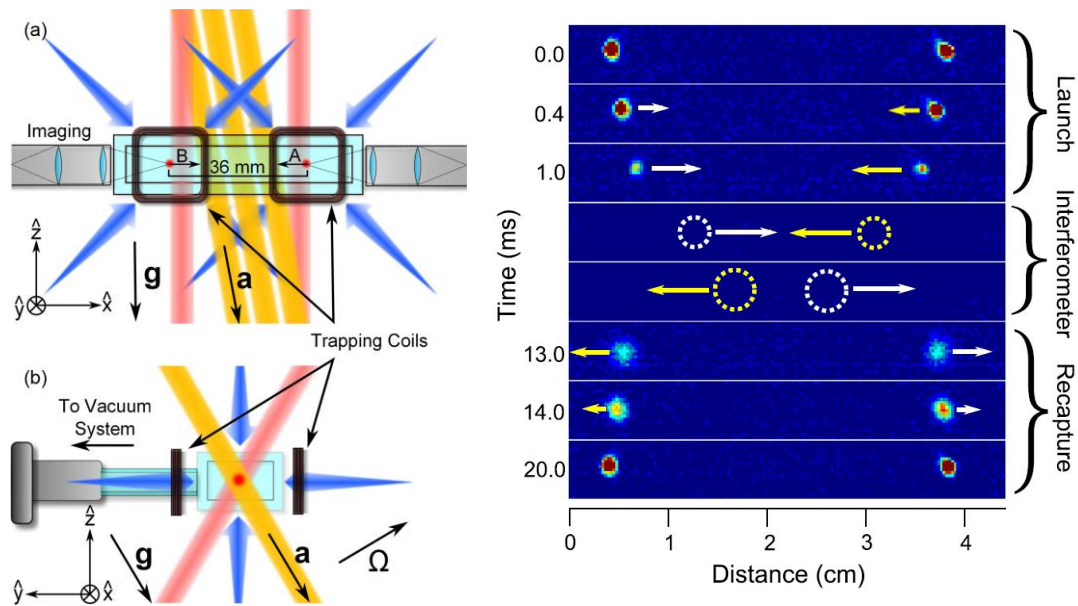 (a)
Imaging
B
A
36 mm
ẑ
g
a
ŷ
x̂
Trapping Coils
(b)
To Vacuum
System
ẑ
g
a
Ω
ŷ
x̂
Time (ms)
0.0
0.4
1.0
13.0
14.0
20.0
Launch
Interferometer
Recapture
0 1 2 3 4
Distance (cm)